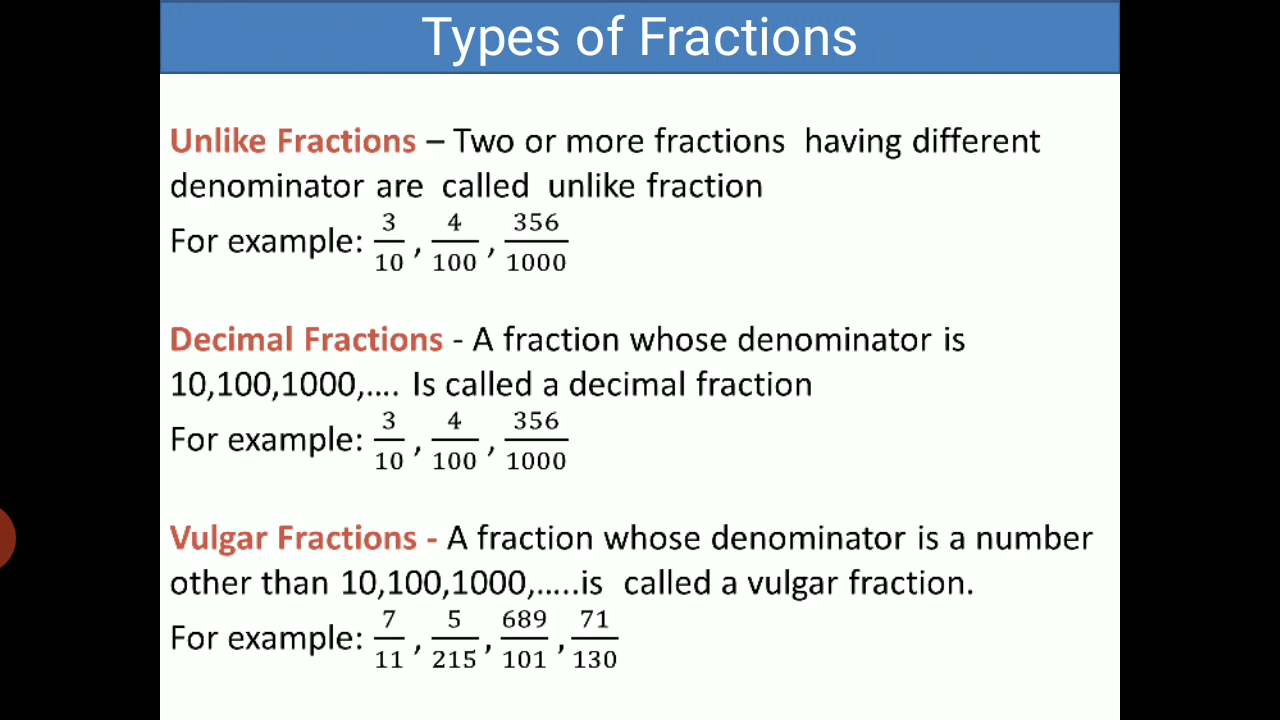 Types of Fractions
Unlike Fractions – Two or more fractions having different
denominator are called unlike fraction
For example: 3/10 , 4/100 , 356/1000
Decimal Fractions - A fraction whose denominator is
10,100,1000,.... Is called a decimal fraction
For example: 3/10 , 4/100 , 356/1000
Vulgar Fractions - A fraction whose denominator is a number
other than 10,100,1000,.....is called a vulgar fraction.
For example: 7/11 , 5/215 , 689/101 , 71/130